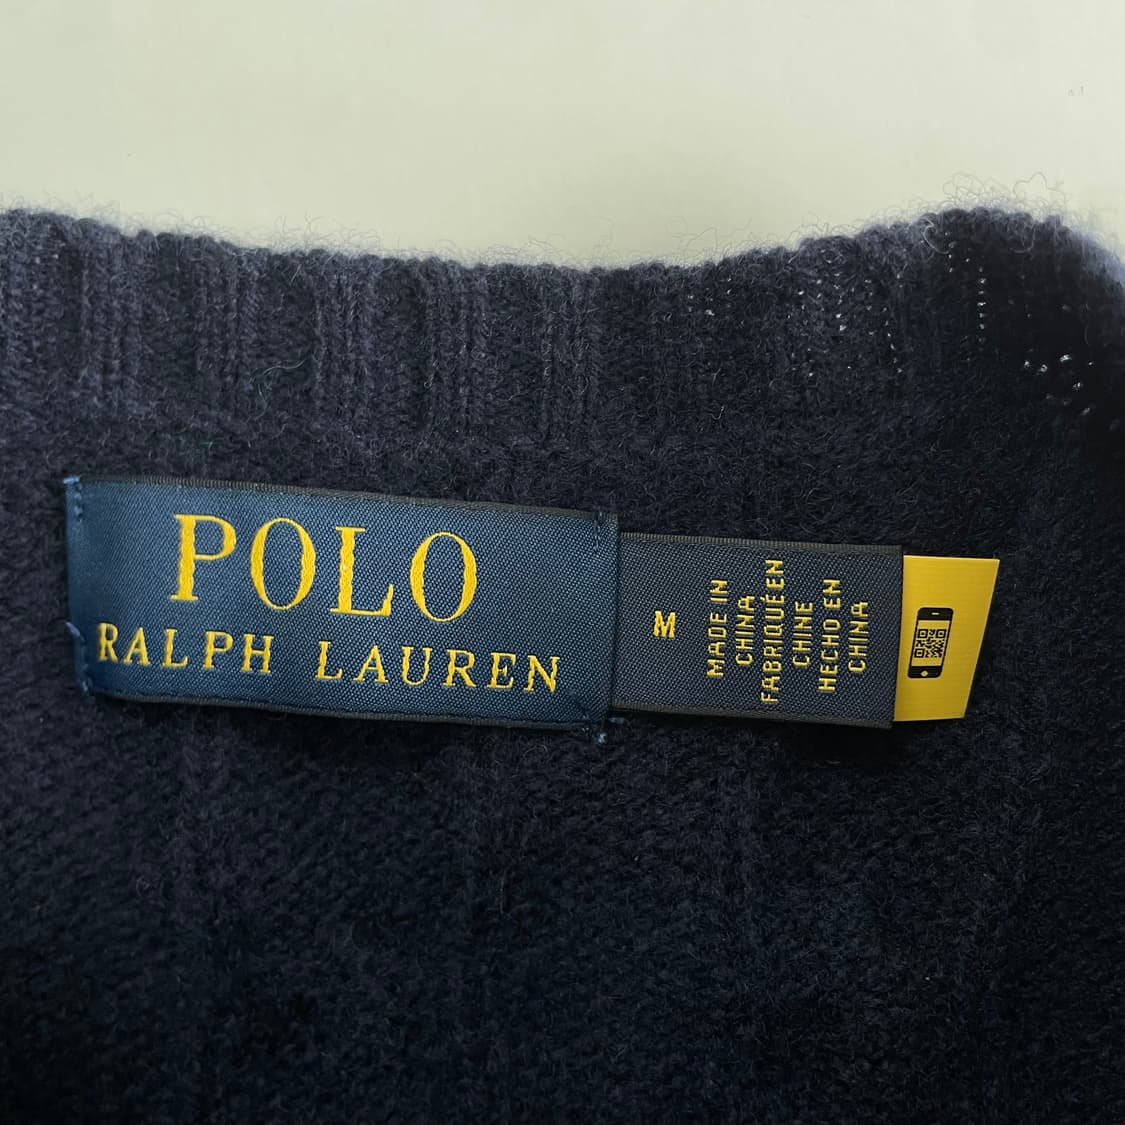 POLO
RALPH LAUREN
M
MADE IN
CHINA
FABRIQUÉ EN
CHINE
HECHO EN
CHINA